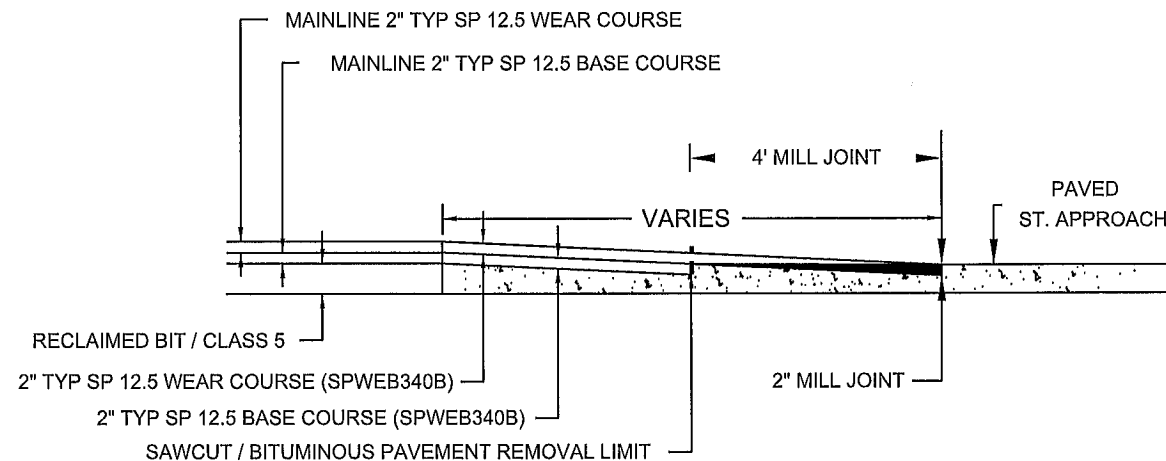 MAINLINE 2" TYP SP 12.5 WEAR COURSE
MAINLINE 2" TYP SP 12.5 BASE COURSE
4' MILL JOINT
PAVED
ST. APPROACH
VARIES
RECLAIMED BIT / CLASS 5
2" TYP SP 12.5 WEAR COURSE (SPWEB340B)
2" MILL JOINT
2" TYP SP 12.5 BASE COURSE (SPWEB340B)
SAWCUT / BITUMINOUS PAVEMENT REMOVAL LIMIT